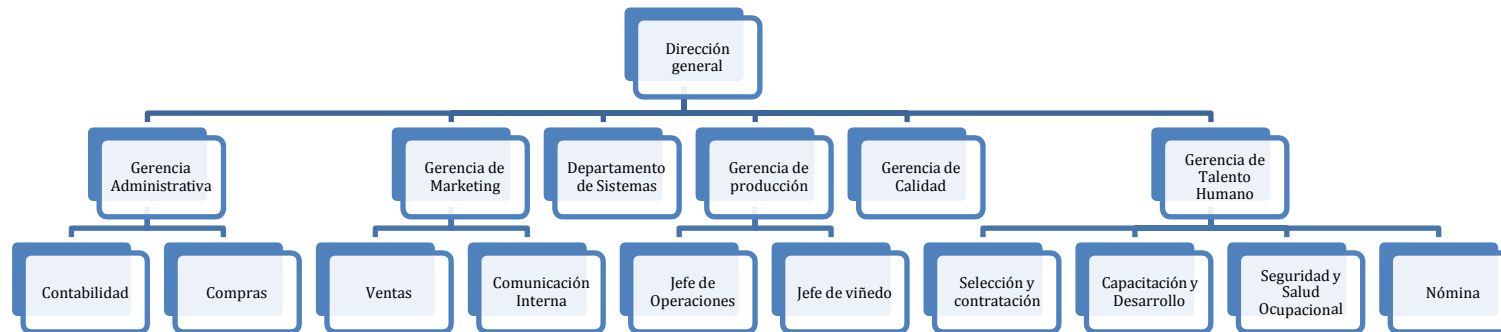 Dirección
general
Gerencia
Administrativa
Gerencia de
Marketing
Departamento
de Sistemas
Gerencia de
producción
Gerencia de
Calidad
Gerencia de
Talento
Humano
Contabilidad
Compras
Ventas
Comunicación
Interna
Jefe de
Operaciones
Jefe de viñedo
Selección y
contratación
Capacitación y
Desarrollo
Seguridad y
Salud
Ocupacional
Nómina